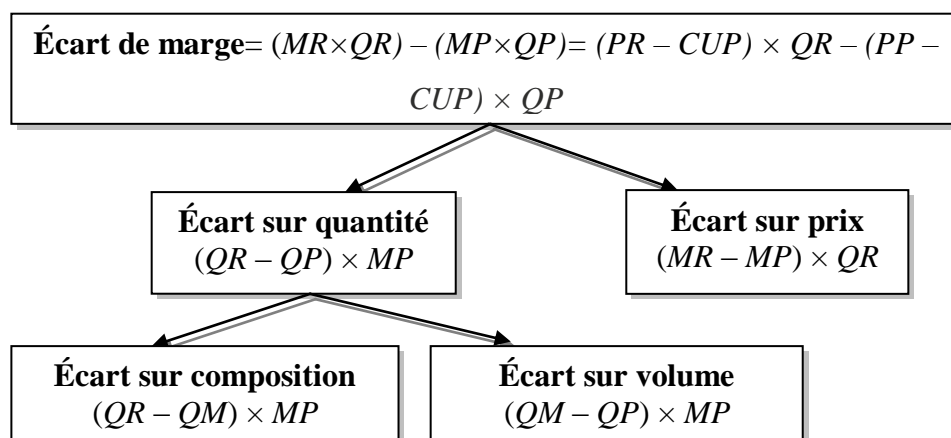 Écart de marge= (MR×QR) – (MP×QP)= (PR – CUP) × QR – (PP –
CUP) × QP
Écart sur quantité
(QR – QP) × MP
Écart sur prix
(MR – MP) × QR
Écart sur composition
(QR – QM) × MP
Écart sur volume
(QM – QP) × MP